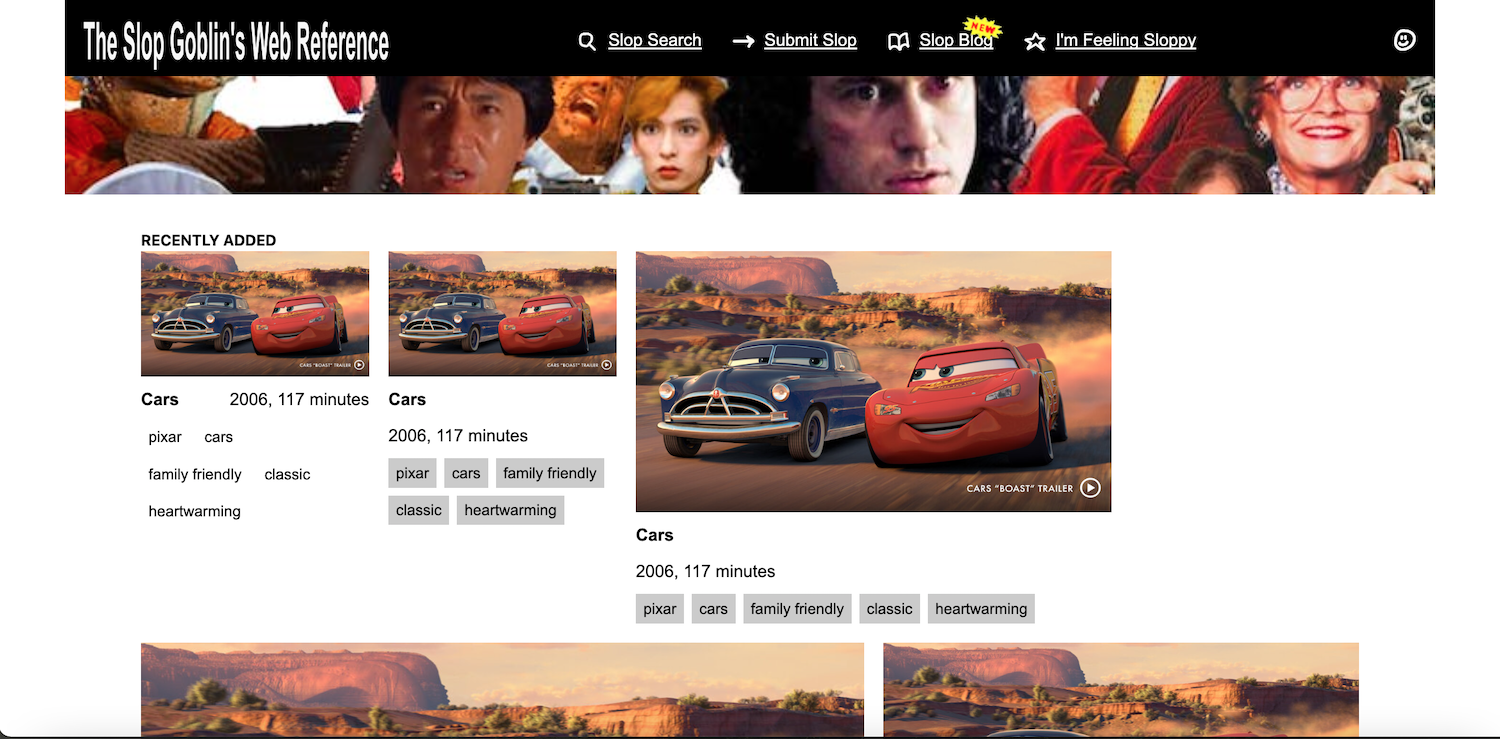 The Slop Goblin's Web Reference
Slop Search
Submit Slop
Slop Blog
NEW
I'm Feeling Sloppy
RECENTLY ADDED
CARS "BOAST" TRAILER
Cars 2006, 117 minutes
pixar cars
family friendly classic
heartwarming
CARS "BOAST" TRAILER
Cars
2006, 117 minutes
pixar cars family friendly
classic heartwarming
CARS "BOAST" TRAILER
Cars
2006, 117 minutes
pixar cars family friendly classic heartwarming